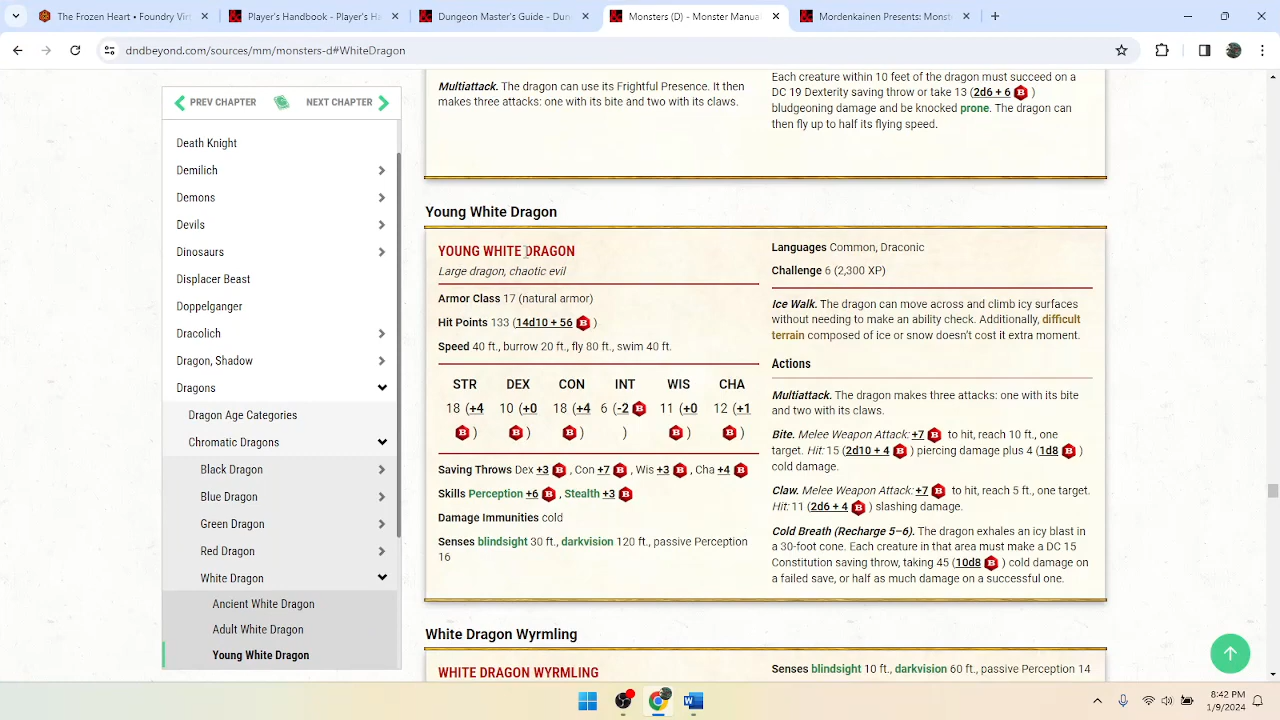 The Frost Heart - Foundry Virtu
Player's Handbook - Player's Ha
Dungeon Master's Guide - Dun
Monsters (D) - Monster Manua
Mordenkainen Presents: Monst
dndbeyond.com/sources/mm/monsters-d#WhiteDragon
PREV CHAPTER
NEXT CHAPTER
Death Knight
Demilich
Demons
Devils
Dinosaurs
Displacer Beast
Doppelganger
Dracolich
Dragon, Shadow
Dragons
Dragon Age Categories
Chromatic Dragons
Black Dragon
Blue Dragon
Green Dragon
Red Dragon
White Dragon
Ancient White Dragon
Adult White Dragon
Young White Dragon
Multiattack. The dragon can use its Frightful Presence. It then
makes three attacks: one with its bite and two with its claws.
Each creature within 10 feet of the dragon must succeed on a
DC 19 Dexterity saving throw or take 13 (2d6 + 6 B )
bludgeoning damage and be knocked prone. The dragon can
then fly up to half its flying speed.
Young White Dragon
YOUNG WHITE DRAGON
Large dragon, chaotic evil
Armor Class 17 (natural armor)
Hit Points 133 (14d10 + 56 B )
Speed 40 ft., burrow 20 ft., fly 80 ft., swim 40 ft.
STR DEX CON INT WIS CHA
18 (+4 10 (+0 18 (+4 6 (-2 B 11 (+0 12 (+1
B ) B ) B ) ) B ) B )
Saving Throws Dex +3 B , Con +7 B , Wis +3 B , Cha +4 B
Skills Perception +6 B , Stealth +3 B
Damage Immunities cold
Senses blindsight 30 ft., darkvision 120 ft., passive Perception
16
Languages Common, Draconic
Challenge 6 (2,300 XP)
Ice Walk. The dragon can move across and climb icy surfaces
without needing to make an ability check. Additionally, difficult
terrain composed of ice or snow doesn't cost it extra moment.
Actions
Multiattack. The dragon makes three attacks: one with its bite
and two with its claws.
Bite. Melee Weapon Attack: +7 B to hit, reach 10 ft., one
target. Hit: 15 (2d10 + 4 B ) piercing damage plus 4 (1d8 B )
cold damage.
Claw. Melee Weapon Attack: +7 B to hit, reach 5 ft., one target.
Hit: 11 (2d6 + 4 B ) slashing damage.
Cold Breath (Recharge 5–6). The dragon exhales an icy blast in
a 30-foot cone. Each creature in that area must make a DC 15
Constitution saving throw, taking 45 (10d8 B ) cold damage on
a failed save, or half as much damage on a successful one.
White Dragon Wyrmling
WHITE DRAGON WYRMLING
Senses blindsight 10 ft., darkvision 60 ft., passive Perception 14
8:42 PM
1/9/2024